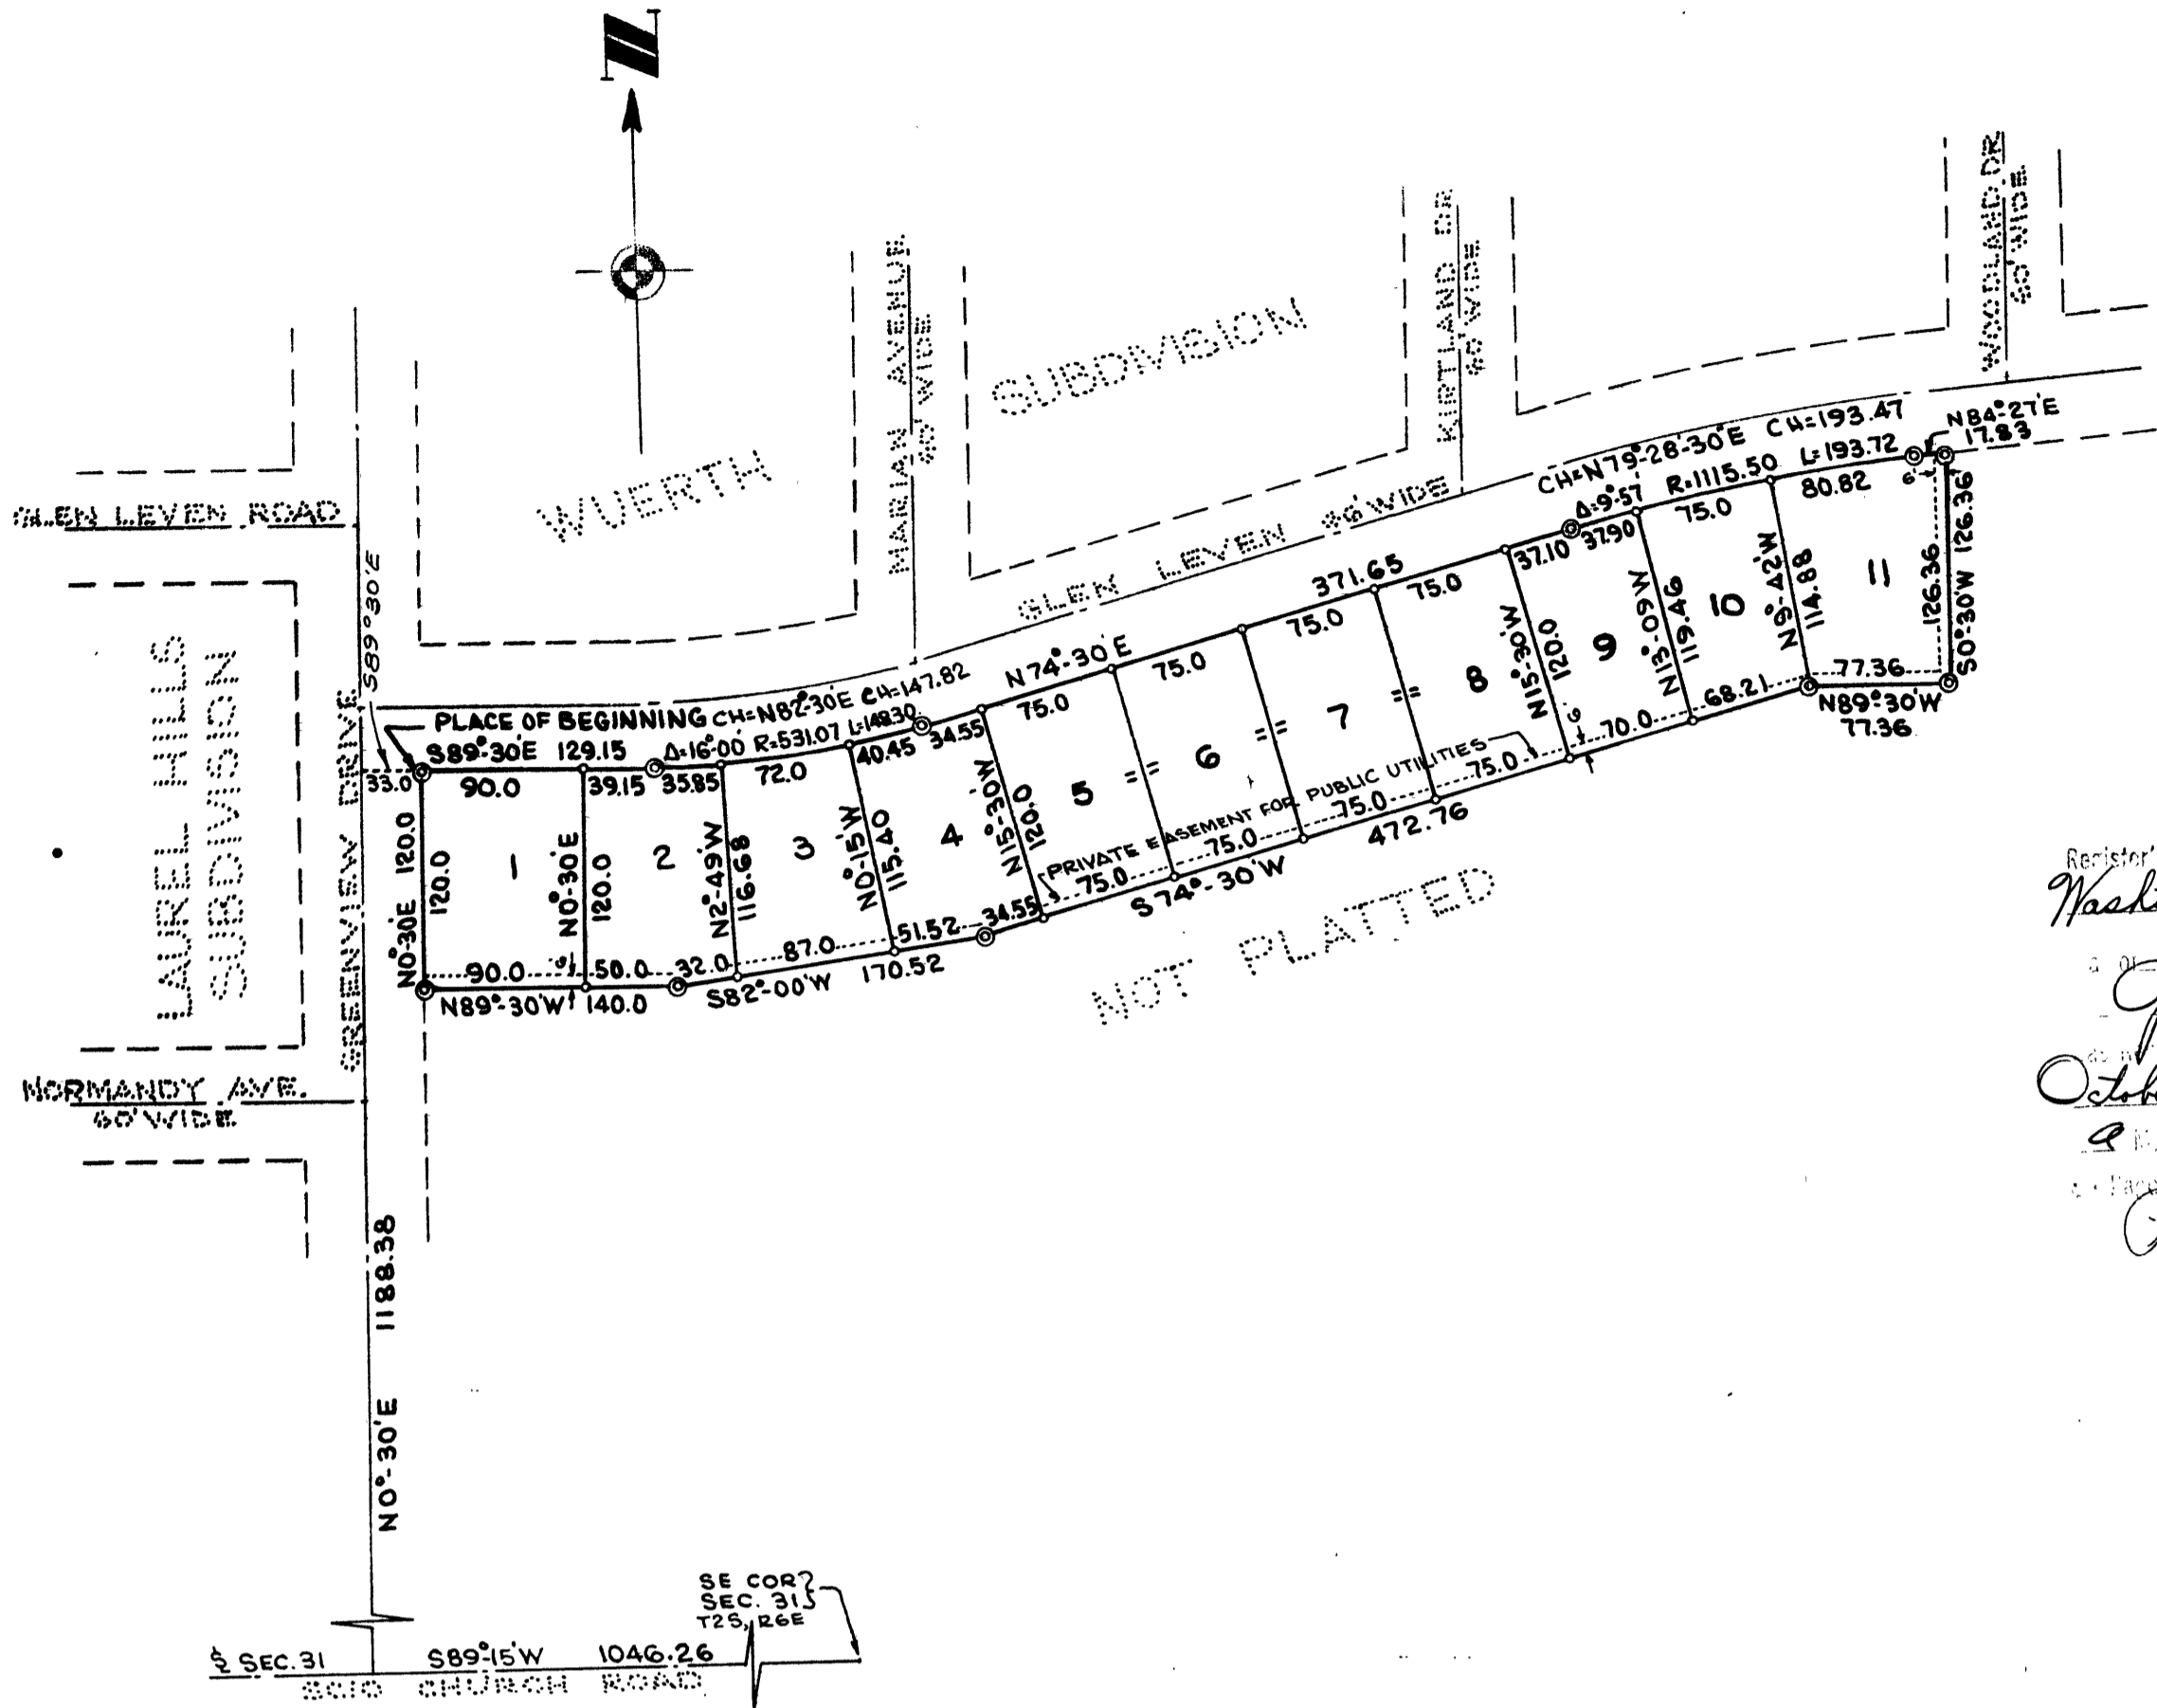 N
WUERTH
SUBDIVISION
MARIAN AVENUE
60' WIDE
KIRTLAND DR.
60' WIDE
WOODLAND DR.
60' WIDE
GLEN LEVEN ROAD
GLEN LEVEN 66' WIDE
LAUREL HILLS
SUBDIVISION
GREENVIEW DRIVE
NORMANDY AVE.
60' WIDE
S89°30'E
33.0
PLACE OF BEGINNING
S89°30'E 129.15
CH=N82°-30'E CH=147.82
Δ=16°-00' R=531.07 L=148.30
N74°-30'E
371.65
CH=N79°-28'-30"E CH=193.47
Δ=9°-57' R=1115.50 L=193.72
N84°-27'E
17.83
90.0
39.15
35.85
72.0
40.45
34.55
75.0
75.0
75.0
75.0
37.10
37.90
75.0
80.82
6'
N0°-30'E 120.0
120.0
1
N0°-30'E
120.0
2
N2°-49'W
116.68
3
N0°-15'W
115.40
4
N15°-30'W
120.0
5
6
7
8
N15°-30'W
120.0
9
N13°-09'W
119.46
10
N9°-42'W
114.88
11
126.36
S0°-30'W 126.36
PRIVATE EASEMENT FOR PUBLIC UTILITIES
90.0
6'
50.0
32.0
87.0
51.52
34.55
75.0
75.0
75.0
75.0
6'
70.0
68.21
77.36
N89°-30'W
140.0
S82°-00'W
170.52
S74°-30'W
472.76
N89°-30'W
77.36
NOT PLATTED
N0°-30'E 1188.38
SE COR
SEC. 31
T2S, R6E
SEC. 31
S89°-15'W 1046.26
SCIO CHURCH ROAD
Register'